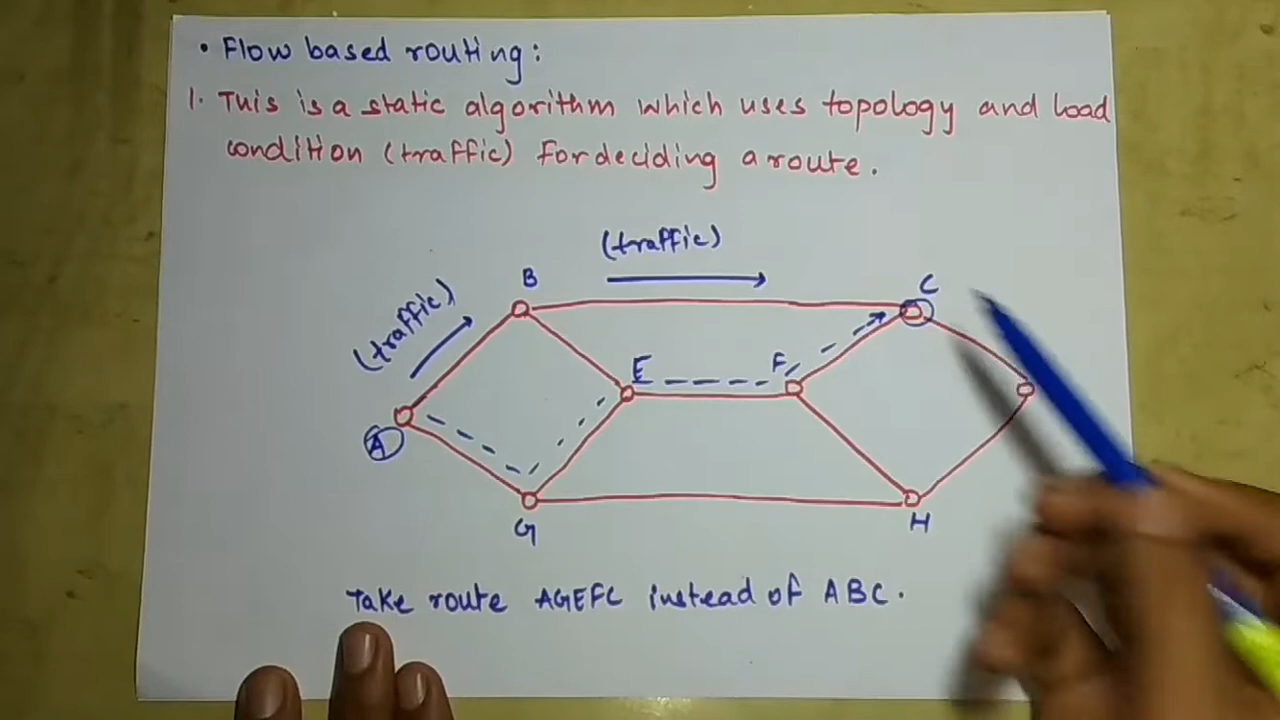 • Flow based routing:
1. This is a static algorithm which uses topology and load
condition (traffic) for deciding a route.
(traffic)
B
C
(traffic)
E
F
A
G
H
Take route AGEFC instead of ABC.